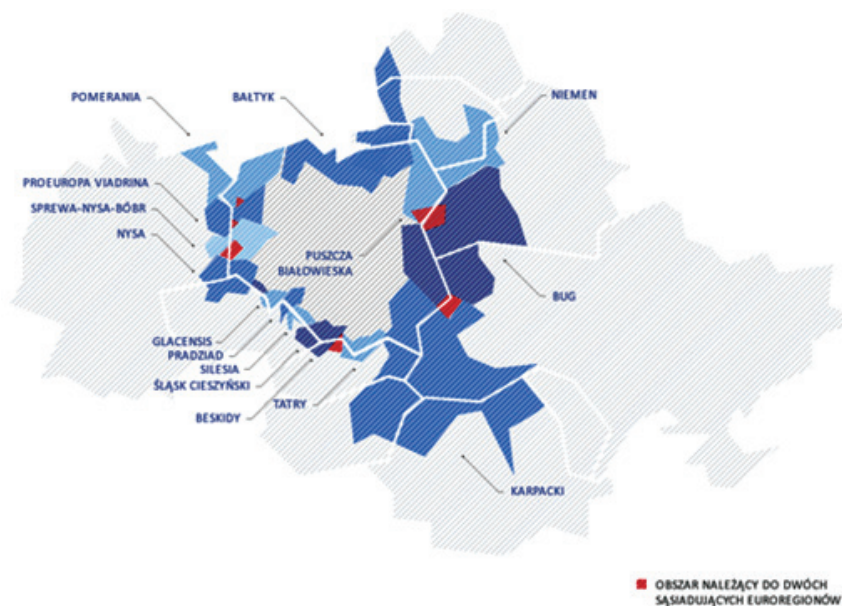 POMERANIA
BAŁTYK
NIEMEN
PROEUROPA VIADRINA
SPREWA-NYSA-BÓBR
NYSA
PUSZCZA
BIAŁOWIESKA
BUG
GLACENSIS
PRADZIAD
SILESIA
ŚLĄSK CIESZYŃSKI
BESKIDY
TATRY
KARPACKI
OBSZAR NALEŻĄCY DO DWÓCH
SĄSIADUJĄCYCH EUROREGIONÓW